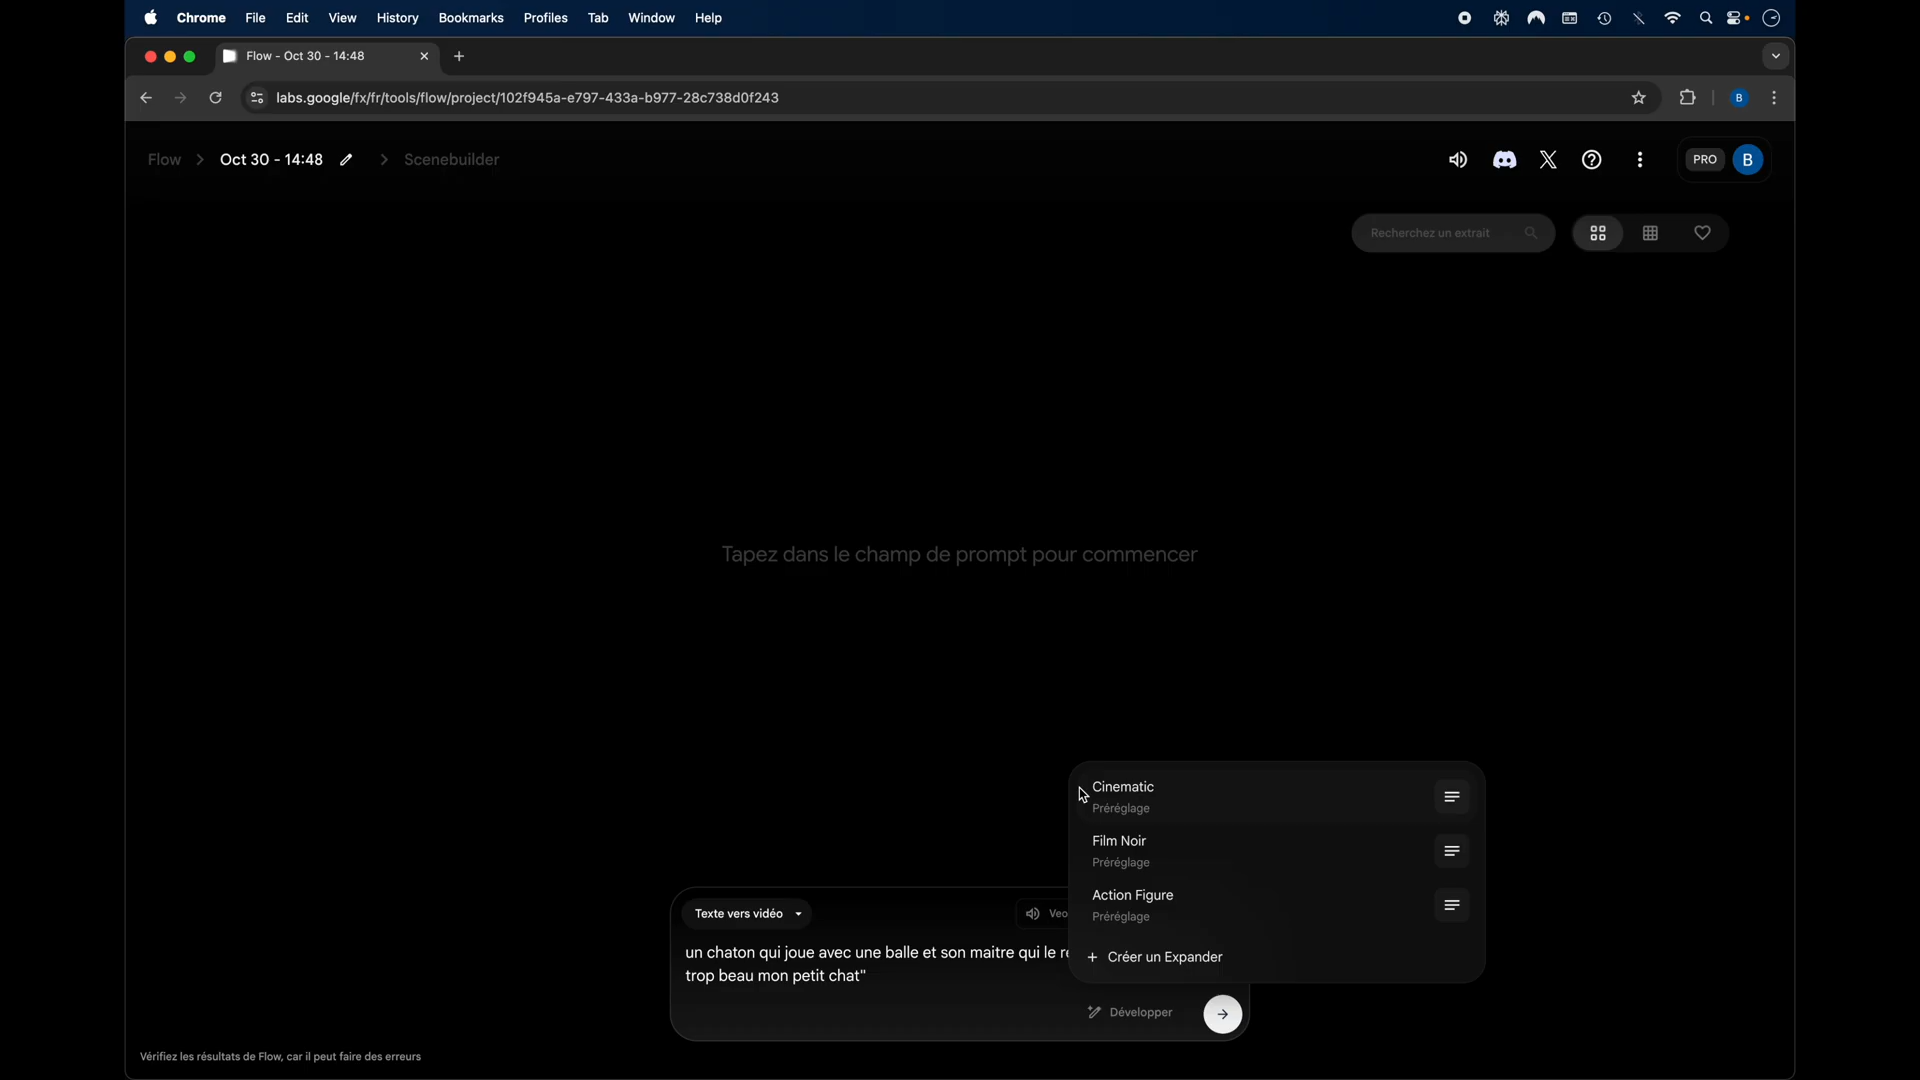 Chrome File Edit View History Bookmarks Profiles Tab Window Help
Flow - Oct 30 - 14:48
labs.google/fx/fr/tools/flow/project/102f945a-e797-433a-b977-28c738d0f243
B
Flow > Oct 30 - 14:48 > Scenebuilder
PRO B
Recherchez un extrait
Tapez dans le champ de prompt pour commencer
Cinematic
Préréglage
Film Noir
Préréglage
Action Figure
Préréglage
+ Créer un Expander
Texte vers vidéo
Veo
un chaton qui joue avec une balle et son maitre qui le
trop beau mon petit chat"
Développer
Vérifiez les résultats de Flow, car il peut faire des erreurs